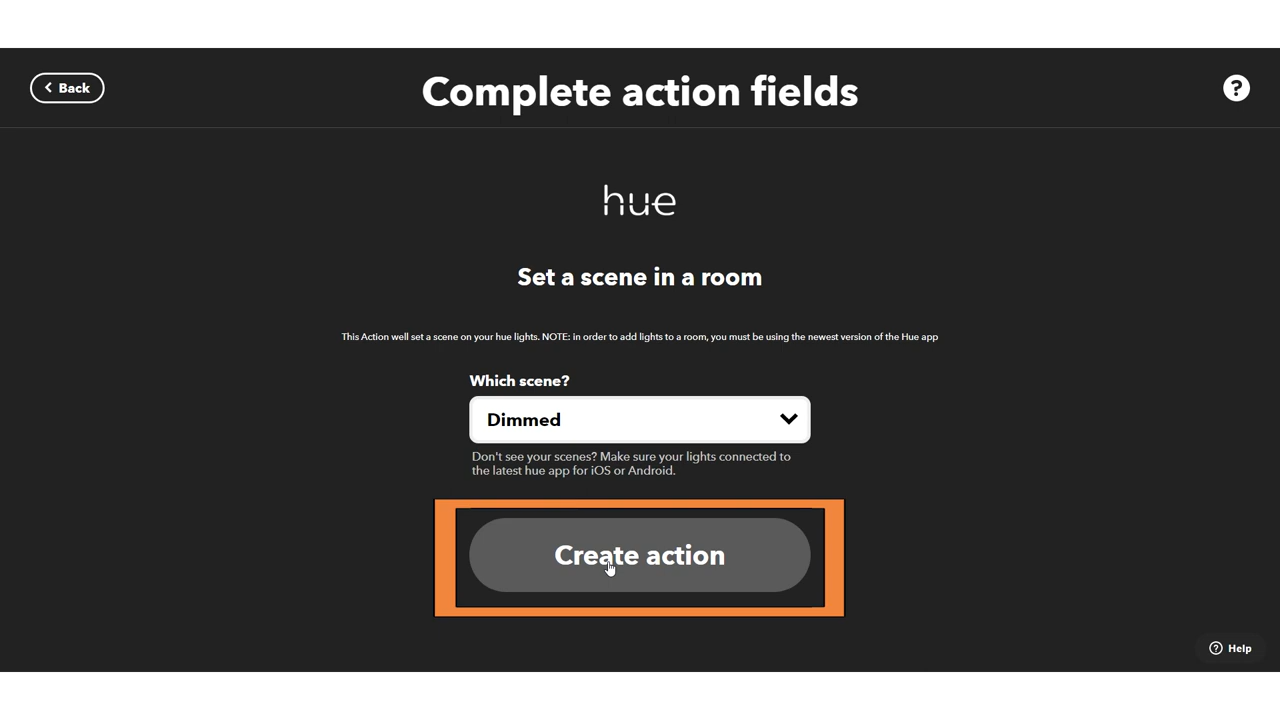 Back
Complete action fields
?
hue
Set a scene in a room
This Action well set a scene on your hue lights. NOTE: in order to add lights to a room, you must be using the newest version of the Hue app
Which scene?
Dimmed
Don't see your scenes? Make sure your lights connected to
the latest hue app for iOS or Android.
Create action
? Help